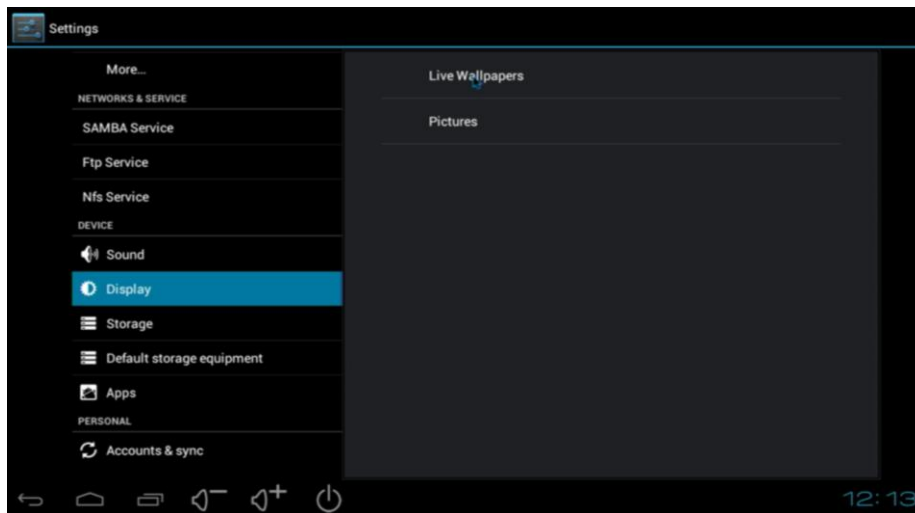 Settings
More...
NETWORKS & SERVICE
SAMBA Service
Ftp Service
Nfs Service
DEVICE
Sound
Display
Storage
Default storage equipment
Apps
PERSONAL
Accounts & sync
Live Wallpapers
Pictures
12:13